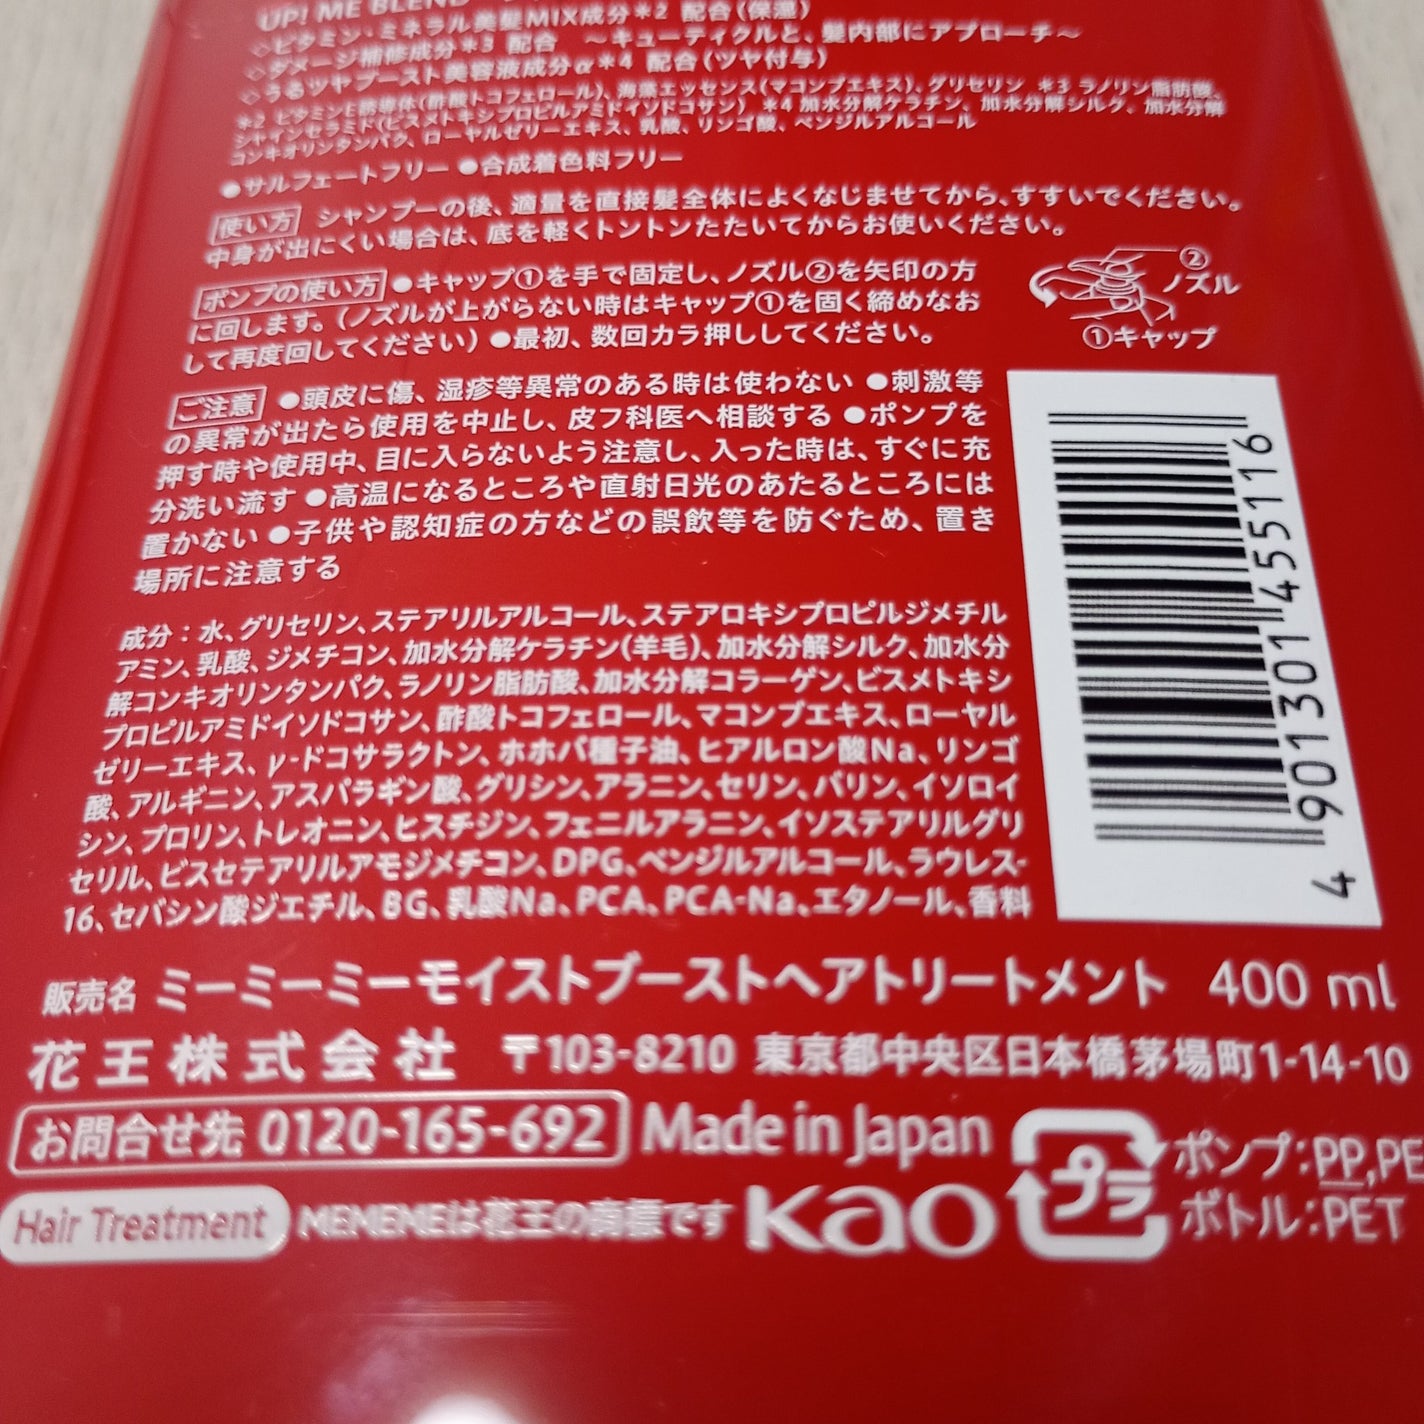 UP! ME BLEND
◇ビタミン・ミネラル美髪MIX成分*2 配合(保湿)
◇ダメージ補修成分*3 配合 ～キューティクルと、髪内部にアプローチ～
◇うるツヤブースト美容液成分α*4 配合(ツヤ付与)
*2 ビタミンE誘導体(酢酸トコフェロール)、海藻エッセンス(マコンブエキス)、グリセリン *3 ラノリン脂肪酸、
シャインセラミド(ビスメトキシプロピルアミドイソドコサン) *4 加水分解ケラチン、加水分解シルク、加水分解
コンキオリンタンパク、ローヤルゼリーエキス、乳酸、リンゴ酸、ベンジルアルコール
●サルフェートフリー ●合成着色料フリー
使い方 シャンプーの後、適量を直接髪全体によくなじませてから、すすいでください。
中身が出にくい場合は、底を軽くトントンたたいてからお使いください。
ポンプの使い方 ●キャップ①を手で固定し、ノズル②を矢印の方
に回します。(ノズルが上がらない時はキャップ①を固く締めなお
して再度回してください) ●最初、数回カラ押ししてください。
②
ノズル
①キャップ
ご注意 ●頭皮に傷、湿疹等異常のある時は使わない ●刺激等
の異常が出たら使用を中止し、皮フ科医へ相談する ●ポンプを
押す時や使用中、目に入らないよう注意し、入った時は、すぐに充
分洗い流す ●高温になるところや直射日光のあたるところには
置かない ●子供や認知症の方などの誤飲等を防ぐため、置き
場所に注意する
成分：水、グリセリン、ステアリルアルコール、ステアロキシプロピルジメチル
アミン、乳酸、ジメチコン、加水分解ケラチン(羊毛)、加水分解シルク、加水分
解コンキオリンタンパク、ラノリン脂肪酸、加水分解コラーゲン、ビスメトキシ
プロピルアミドイソドコサン、酢酸トコフェロール、マコンブエキス、ローヤル
ゼリーエキス、γ-ドコサラクトン、ホホバ種子油、ヒアルロン酸Na、リンゴ
酸、アルギニン、アスパラギン酸、グリシン、アラニン、セリン、バリン、イソロイ
シン、プロリン、トレオニン、ヒスチジン、フェニルアラニン、イソステアリルグリ
セリル、ビスセテアリルアモジメチコン、DPG、ベンジルアルコール、ラウレス-
16、セバシン酸ジエチル、BG、乳酸Na、PCA、PCA-Na、エタノール、香料
4 901301 455116
販売名 ミーミーミーモイストブーストヘアトリートメント 400 ml
花王株式会社 〒103-8210 東京都中央区日本橋茅場町1-14-10
お問合せ先 0120-165-692 Made in Japan
プラ
ポンプ：PP,PE
ボトル：PET
Hair Treatment MEMEMEは花王の商標です Kao